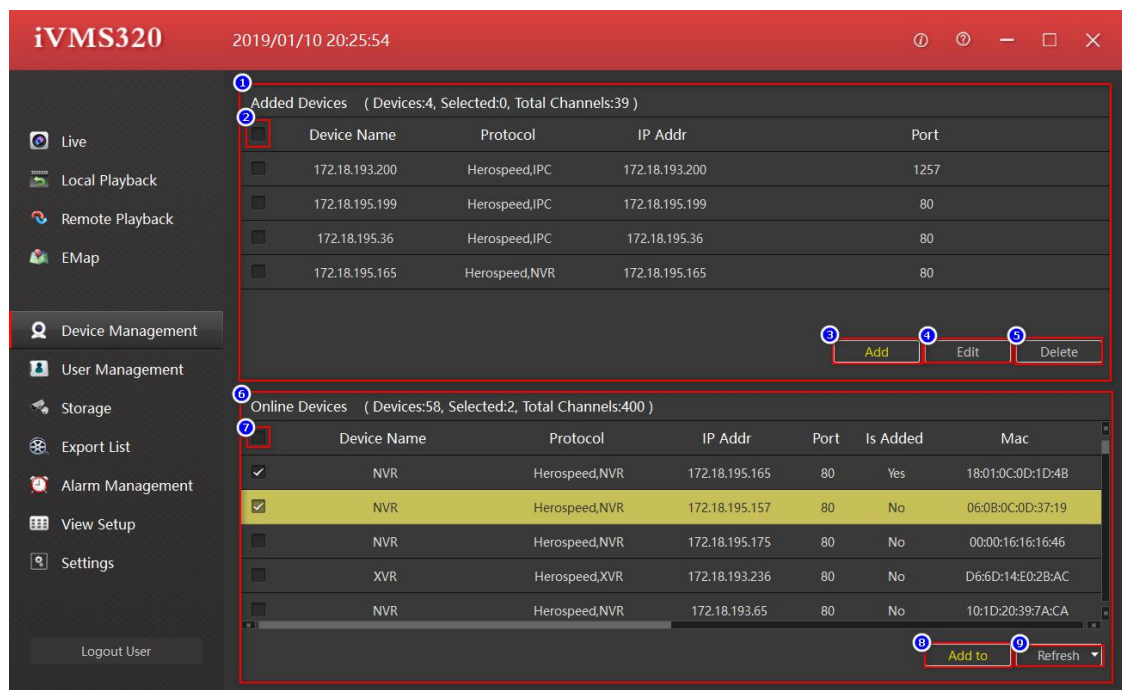 iVMS320 2019/01/10 20:25:54
1
Added Devices ( Devices:4, Selected:0, Total Channels:39 )
2
Device Name Protocol IP Addr Port
172.18.193.200 Herospeed,IPC 172.18.193.200 1257
172.18.195.199 Herospeed,IPC 172.18.195.199 80
172.18.195.36 Herospeed,IPC 172.18.195.36 80
172.18.195.165 Herospeed,NVR 172.18.195.165 80
3 4 5
Add Edit Delete
Live
Local Playback
Remote Playback
EMap
Device Management
User Management
Storage
Export List
Alarm Management
View Setup
Settings
Logout User
6
Online Devices ( Devices:58, Selected:2, Total Channels:400 )
7
Device Name Protocol IP Addr Port Is Added Mac
NVR Herospeed,NVR 172.18.195.165 80 Yes 18:01:0C:0D:1D:4B
NVR Herospeed,NVR 172.18.195.157 80 No 06:0B:0C:0D:37:19
NVR Herospeed,NVR 172.18.195.175 80 No 00:00:16:16:16:46
XVR Herospeed,XVR 172.18.193.236 80 No D6:6D:14:E0:2B:AC
NVR Herospeed,NVR 172.18.193.65 80 No 10:1D:20:39:7A:CA
8 9
Add to Refresh